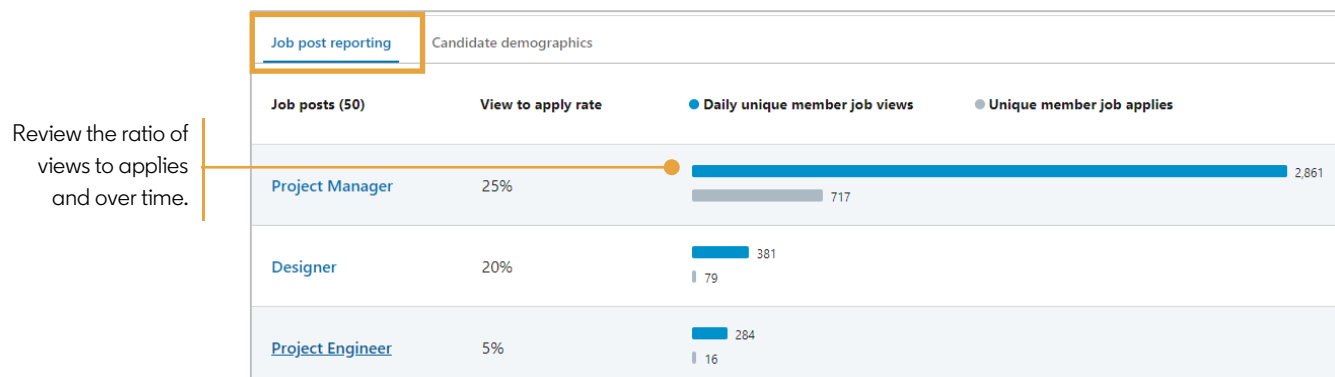 Job post reporting
Candidate demographics
Job posts (50)
View to apply rate
Daily unique member job views
Unique member job applies
Review the ratio of
views to applies
and over time.
Project Manager
25%
2,861
717
Designer
20%
381
79
Project Engineer
5%
284
16